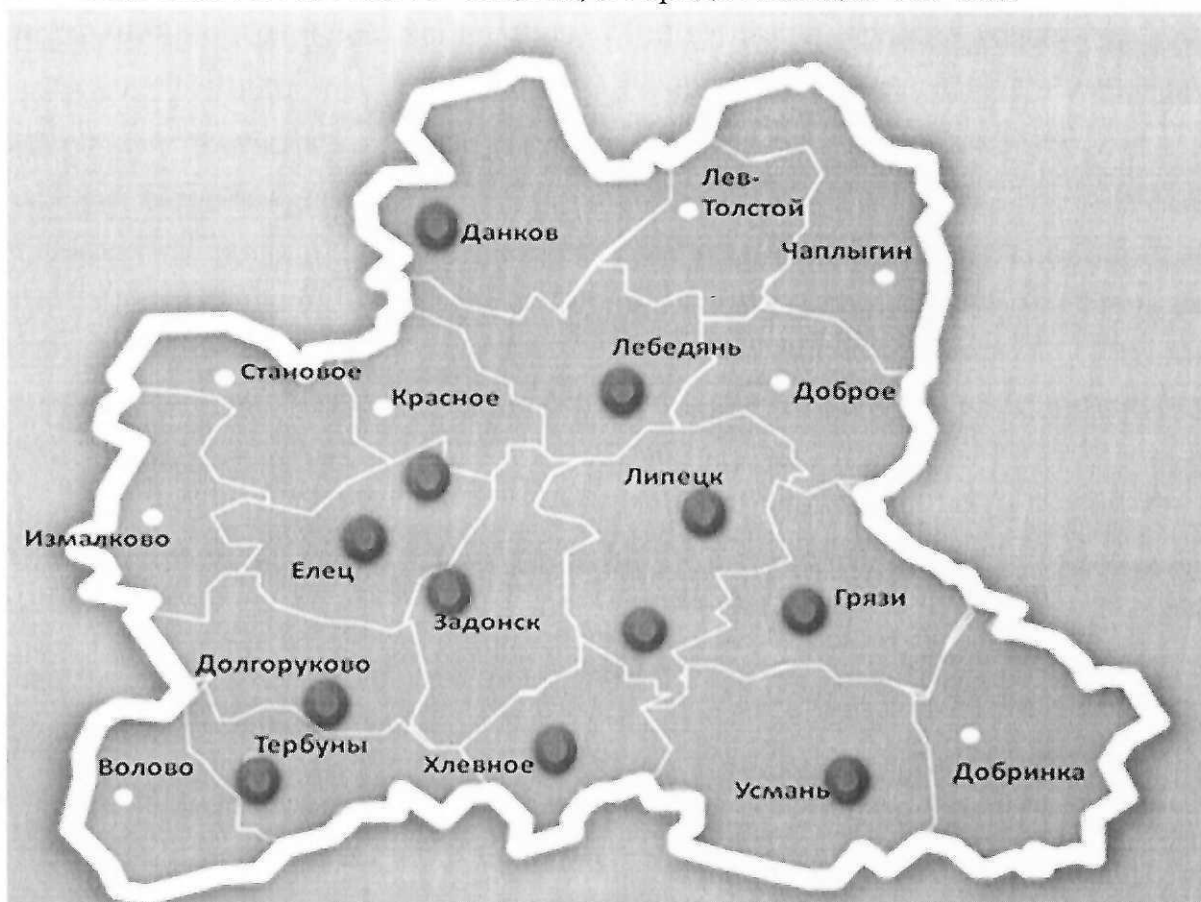 Лев-
Толстой
Данков
Чаплыгин
Лебедянь
Становое
Красное
Доброе
Липецк
Измалково
Елец
Задонск
Грязи
Долгоруково
Тербуны
Волово
Хлевное
Усмань
Добринка